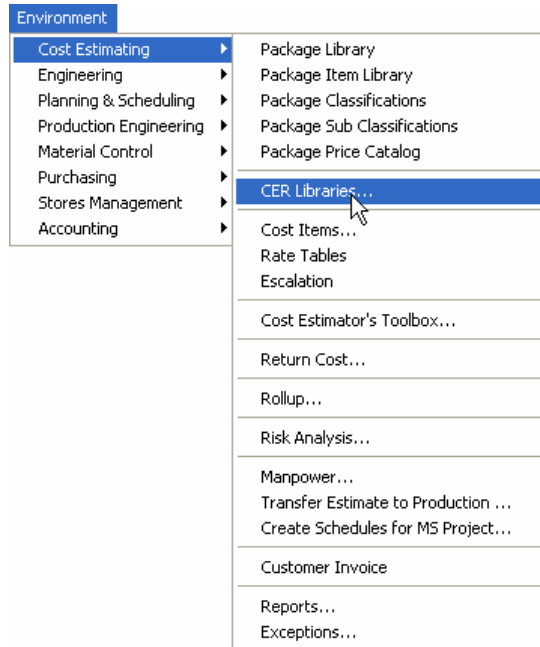 Environment
Cost Estimating
Engineering
Planning & Scheduling
Production Engineering
Material Control
Purchasing
Stores Management
Accounting
Package Library
Package Item Library
Package Classifications
Package Sub Classifications
Package Price Catalog
CER Libraries...
Cost Items...
Rate Tables
Escalation
Cost Estimator's Toolbox...
Return Cost...
Rollup...
Risk Analysis...
Manpower...
Transfer Estimate to Production ...
Create Schedules for MS Project...
Customer Invoice
Reports...
Exceptions...